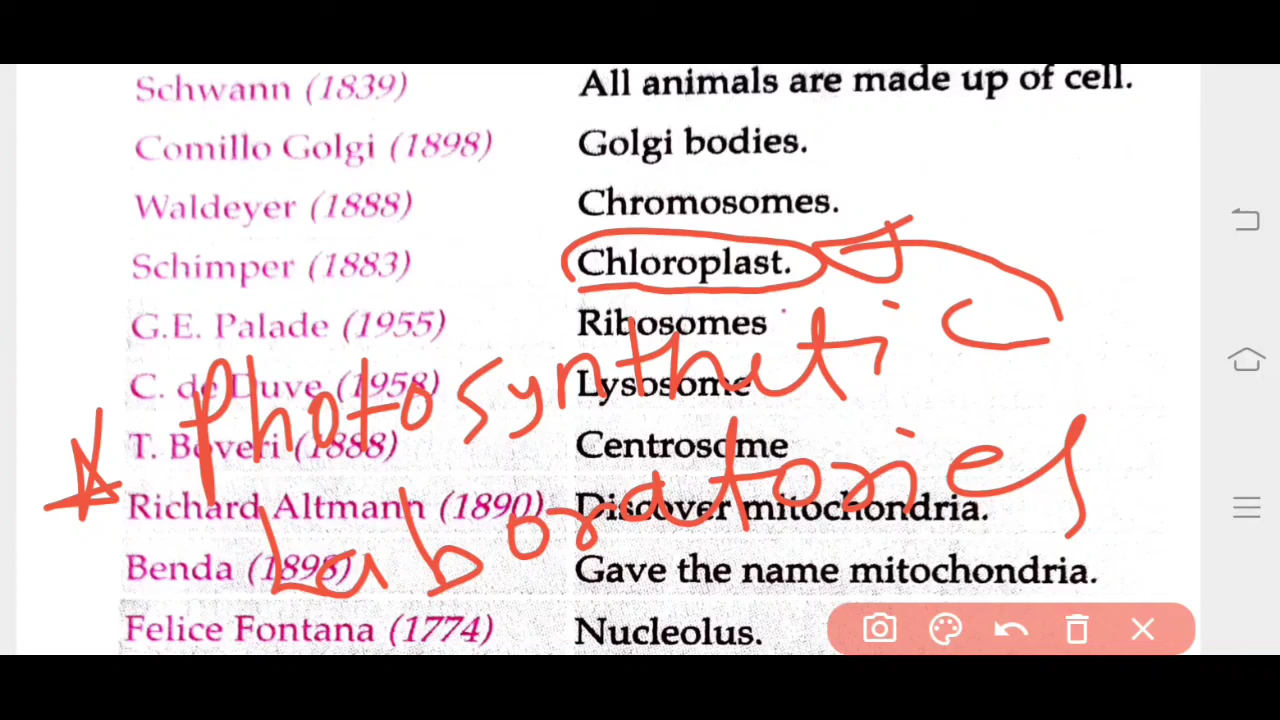 Schwann (1839) All animals are made up of cell.
Comillo Golgi (1898) Golgi bodies.
Waldeyer (1888) Chromosomes.
Schimper (1883) Chloroplast.
G.E. Palade (1955) Ribosomes
C. de Duve (1958) Lysosome
T. Boveri (1888) Centrosome
Richard Altmann (1890) Discover mitochondria.
Benda (1898) Gave the name mitochondria.
Felice Fontana (1774) Nucleolus.
Photosynthetic
Laboratories